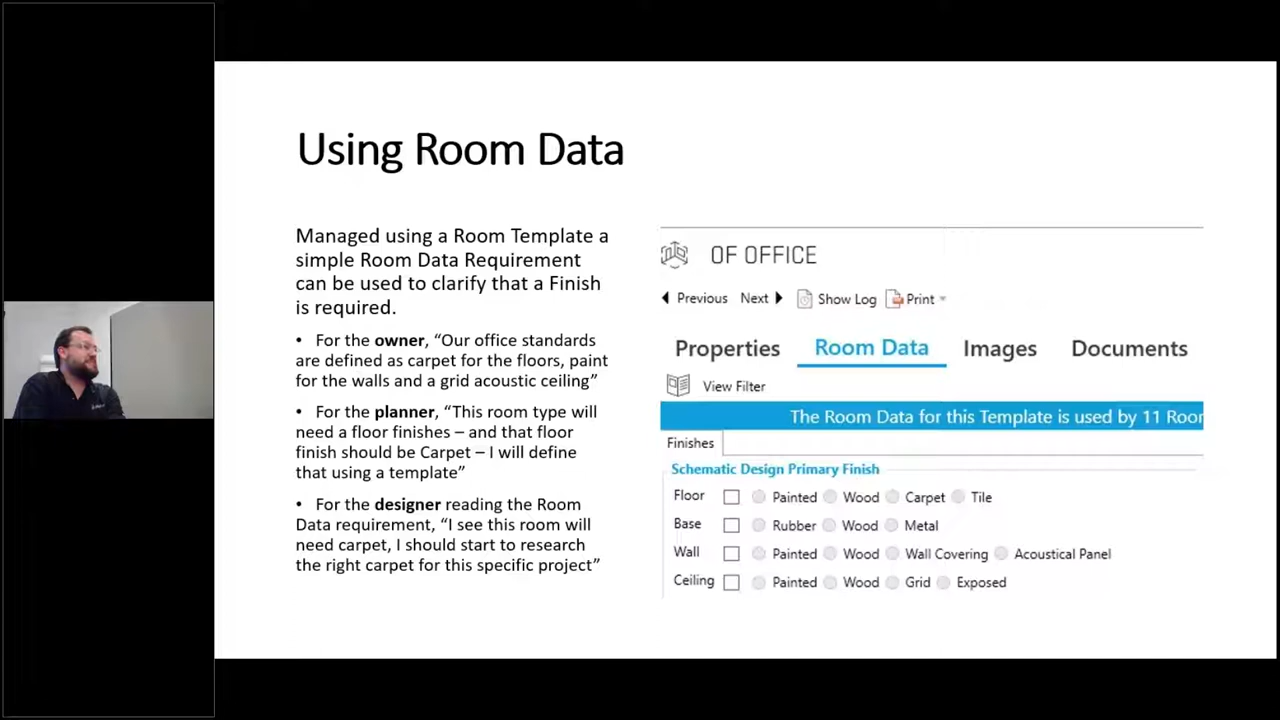 Using Room Data
Managed using a Room Template a
simple Room Data Requirement
can be used to clarify that a Finish
is required.
• For the owner, “Our office standards
are defined as carpet for the floors, paint
for the walls and a grid acoustic ceiling”
• For the planner, “This room type will
need a floor finishes – and that floor
finish should be Carpet – I will define
that using a template”
• For the designer reading the Room
Data requirement, “I see this room will
need carpet, I should start to research
the right carpet for this specific project”
OF OFFICE
Previous Next Show Log Print
Properties Room Data Images Documents
View Filter
The Room Data for this Template is used by 11 Roo
Finishes
Schematic Design Primary Finish
Floor Painted Wood Carpet Tile
Base Rubber Wood Metal
Wall Painted Wood Wall Covering Acoustical Panel
Ceiling Painted Wood Grid Exposed